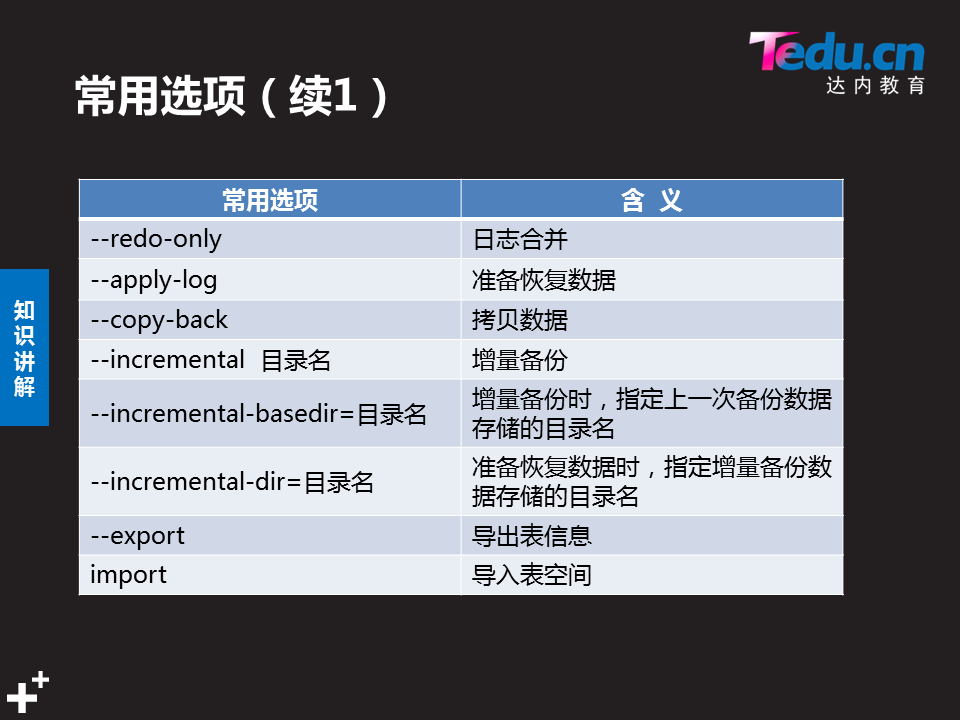 Tedu.cn
达内教育
常用选项（续1）
常用选项 含 义
--redo-only 日志合并
--apply-log 准备恢复数据
--copy-back 拷贝数据
--incremental 目录名 增量备份
--incremental-basedir=目录名 增量备份时，指定上一次备份数据
存储的目录名
--incremental-dir=目录名 准备恢复数据时，指定增量备份数
据存储的目录名
--export 导出表信息
import 导入表空间
知
识
讲
解